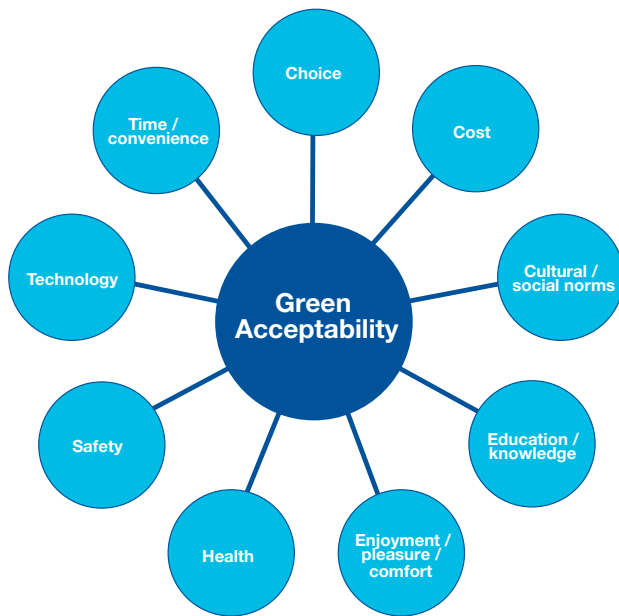 Choice
Cost
Cultural /
social norms
Education /
knowledge
Enjoyment /
pleasure /
comfort
Health
Safety
Technology
Time /
convenience
Green
Acceptability